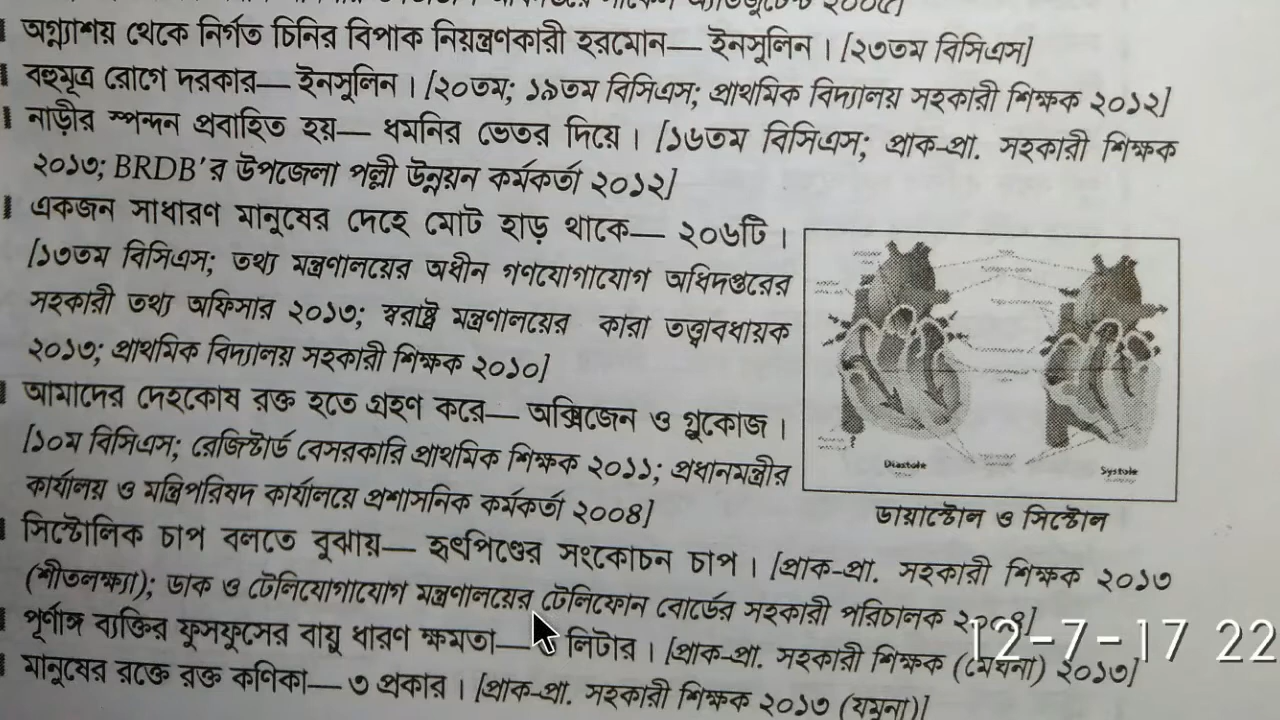 অগ্ন্যাশয় থেকে নির্গত চিনির বিপাক নিয়ন্ত্রণকারী হরমোন— ইনসুলিন। [২৩তম বিসিএস]
বহুমূত্র রোগে দরকার— ইনসুলিন। [২০তম; ১৯তম বিসিএস; প্রাথমিক বিদ্যালয় সহকারী শিক্ষক ২০১২]
নাড়ীর স্পন্দন প্রবাহিত হয়— ধমনির ভেতর দিয়ে। [১৬তম বিসিএস; প্রাক-প্রা. সহকারী শিক্ষক
২০১৩; BRDB'র উপজেলা পল্লী উন্নয়ন কর্মকর্তা ২০১২]
একজন সাধারণ মানুষের দেহে মোট হাড় থাকে— ২০৬টি।
[১৩তম বিসিএস; তথ্য মন্ত্রণালয়ের অধীন গণযোগাযোগ অধিদপ্তরের
সহকারী তথ্য অফিসার ২০১৩; স্বরাষ্ট্র মন্ত্রণালয়ের কারা তত্ত্বাবধায়ক
২০১৩; প্রাথমিক বিদ্যালয় সহকারী শিক্ষক ২০১০]
আমাদের দেহকোষ রক্ত হতে গ্রহণ করে— অক্সিজেন ও গ্লুকোজ।
[১০ম বিসিএস; রেজিস্টার্ড বেসরকারি প্রাথমিক শিক্ষক ২০১১; প্রধানমন্ত্রীর
কার্যালয় ও মন্ত্রিপরিষদ কার্যালয়ে প্রশাসনিক কর্মকর্তা ২০০৪]
Diastole
Systole
ডায়াস্টোল ও সিস্টোল
সিস্টোলিক চাপ বলতে বুঝায়— হৃৎপিণ্ডের সংকোচন চাপ। [প্রাক-প্রা. সহকারী শিক্ষক ২০১৩
(শীতলক্ষ্যা); ডাক ও টেলিযোগাযোগ মন্ত্রণালয়ের টেলিফোন বোর্ডের সহকারী পরিচালক ২০০৪]
পূর্ণাঙ্গ ব্যক্তির ফুসফুসের বায়ু ধারণ ক্ষমতা— লিটার। [প্রাক-প্রা. সহকারী শিক্ষক (মেঘনা) ২০১৩]
মানুষের রক্তে রক্ত কণিকা— ৩ প্রকার। [প্রাক-প্রা. সহকারী শিক্ষক ২০১৩ (যমুনা)]
12-7-17 22